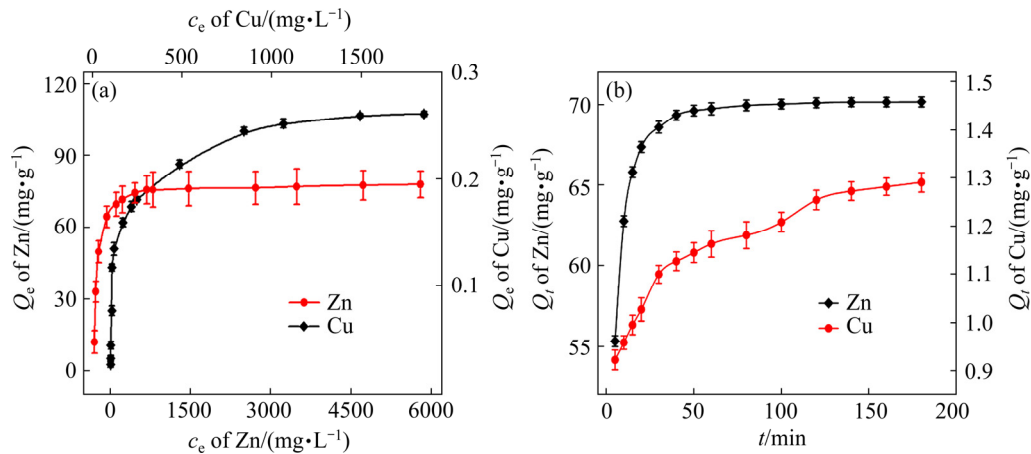 c_e of Cu/(mg•L⁻¹)
0 500 1000 1500
(a)
120
90
60
30
0
Q_e of Zn/(mg•g⁻¹)
0.3
0.2
0.1
Q_e of Cu/(mg•g⁻¹)
Zn
Cu
0 1500 3000 4500 6000
c_e of Zn/(mg•L⁻¹)
(b)
70
65
60
55
Q_t of Zn/(mg•g⁻¹)
1.5
1.4
1.3
1.2
1.1
1.0
0.9
Q_t of Cu/(mg•g⁻¹)
Zn
Cu
0 50 100 150 200
t/min